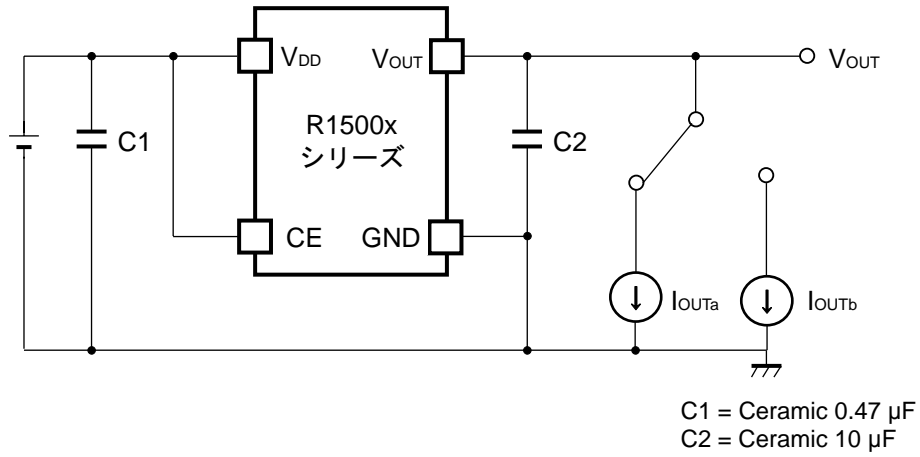 VDD
VOUT
VOUT
C1
R1500x
シリーズ
C2
CE
GND
IOUTa
IOUTb
C1 = Ceramic 0.47 µF
C2 = Ceramic 10 µF